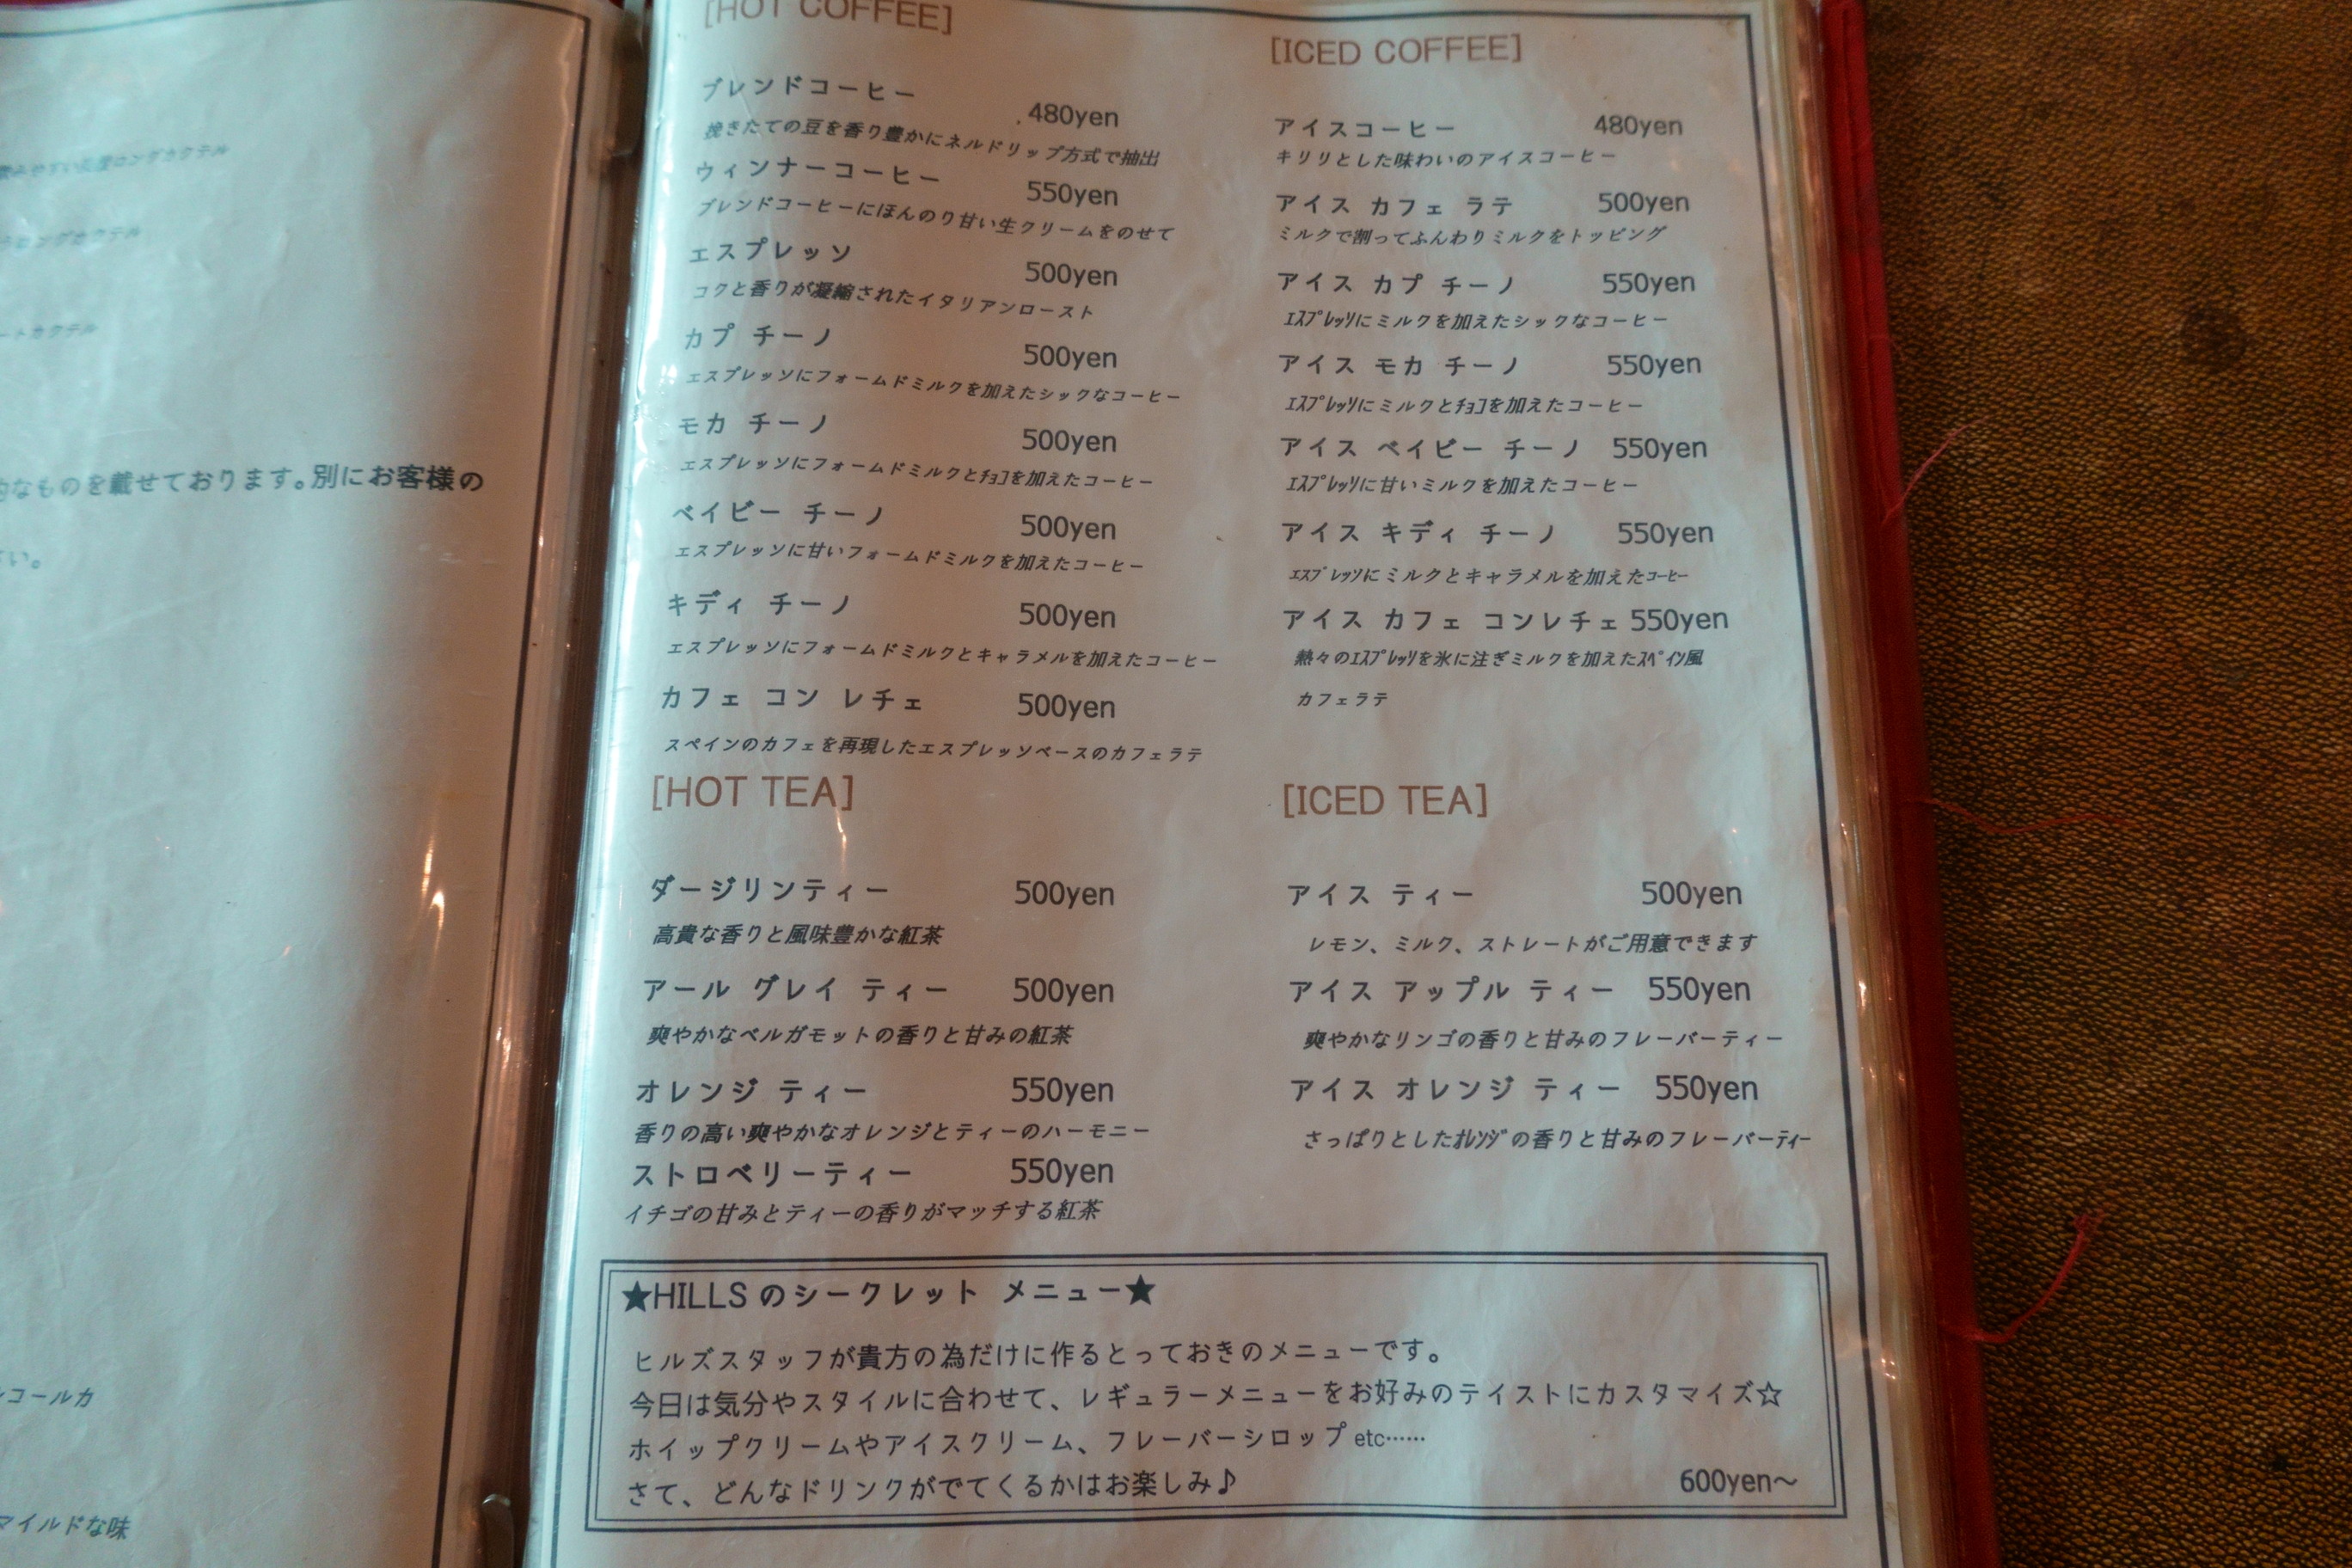 ロングカクテル
ロングカクテル
ートカクテル
的なものを載せております。別にお客様の
さい。
コールカ
マイルドな味
[HOT COFFEE]
ブレンドコーヒー 480yen
挽きたての豆を香り豊かにネルドリップ方式で抽出
ウィンナーコーヒー 550yen
ブレンドコーヒーにほんのり甘い生クリームをのせて
エスプレッソ 500yen
コクと香りが凝縮されたイタリアンロースト
カプ チーノ 500yen
エスプレッソにフォームドミルクを加えたシックなコーヒー
モカ チーノ 500yen
エスプレッソにフォームドミルクとﾁｮｺを加えたコーヒー
ベイビー チーノ 500yen
エスプレッソに甘いフォームドミルクを加えたコーヒー
キディ チーノ 500yen
エスプレッソにフォームドミルクとキャラメルを加えたコーヒー
カフェ コン レチェ 500yen
スペインのカフェを再現したエスプレッソベースのカフェラテ
[ICED COFFEE]
アイスコーヒー 480yen
キリリとした味わいのアイスコーヒー
アイス カフェ ラテ 500yen
ミルクで割ってふんわりミルクをトッピング
アイス カプ チーノ 550yen
ｴｽﾌﾟﾚｯｿにミルクを加えたシックなコーヒー
アイス モカ チーノ 550yen
ｴｽﾌﾟﾚｯｿにミルクとﾁｮｺを加えたコーヒー
アイス ベイビー チーノ 550yen
ｴｽﾌﾟﾚｯｿに甘いミルクを加えたコーヒー
アイス キディ チーノ 550yen
ｴｽﾌﾟﾚｯｿにミルクとキャラメルを加えたｺｰﾋｰ
アイス カフェ コンレチェ 550yen
熱々のｴｽﾌﾟﾚｯｿを氷に注ぎミルクを加えたｽﾍﾟｲﾝ風
カフェラテ
[HOT TEA]
ダージリンティー 500yen
高貴な香りと風味豊かな紅茶
アール グレイ ティー 500yen
爽やかなベルガモットの香りと甘みの紅茶
オレンジ ティー 550yen
香りの高い爽やかなオレンジとティーのハーモニー
ストロベリーティー 550yen
イチゴの甘みとティーの香りがマッチする紅茶
[ICED TEA]
アイス ティー 500yen
レモン、ミルク、ストレートがご用意できます
アイス アップル ティー 550yen
爽やかなリンゴの香りと甘みのフレーバーティー
アイス オレンジ ティー 550yen
さっぱりとしたｵﾚﾝｼﾞの香りと甘みのフレーバーﾃｨｰ
★HILLSのシークレット メニュー★
ヒルズスタッフが貴方の為だけに作るとっておきのメニューです。
今日は気分やスタイルに合わせて、レギュラーメニューをお好みのテイストにカスタマイズ☆
ホイップクリームやアイスクリーム、フレーバーシロップ etc……
さて、どんなドリンクがでてくるかはお楽しみ♪ 600yen～